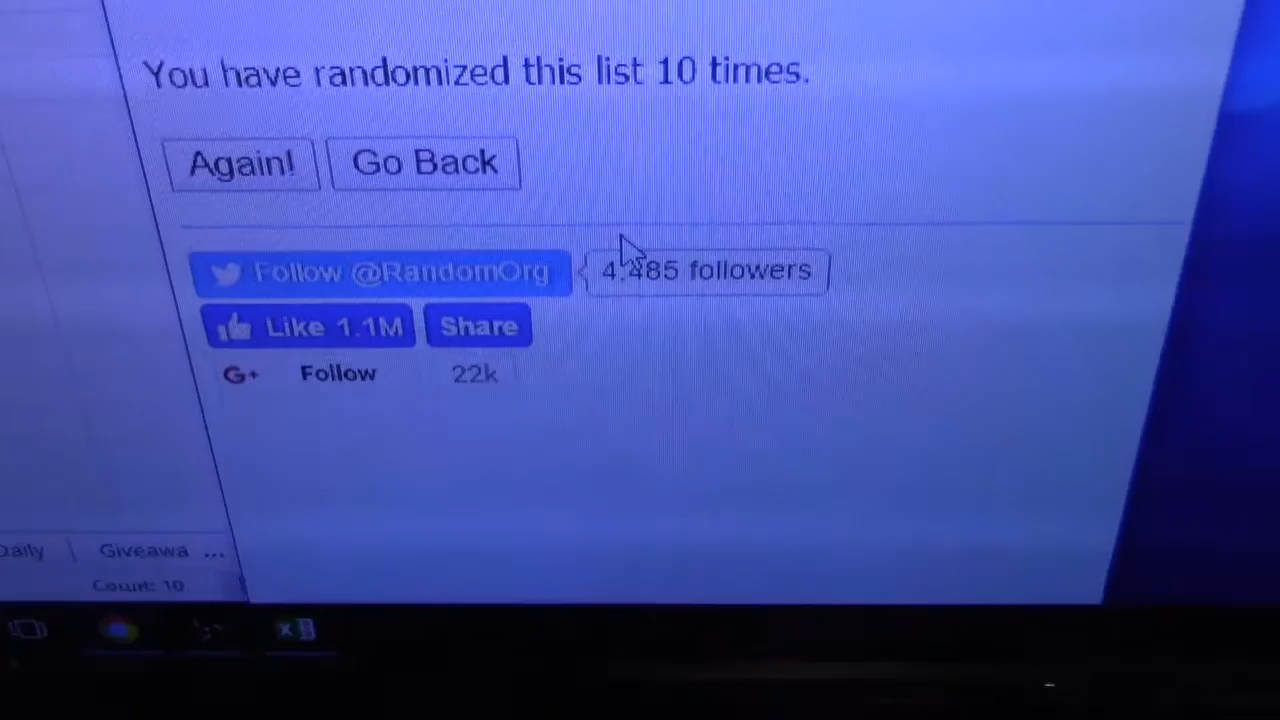 You have randomized this list 10 times.
Again! Go Back
Follow @RandomOrg 4,485 followers
Like 1.1M Share
G+ Follow 22k
Daily Giveawa ...
Count: 10